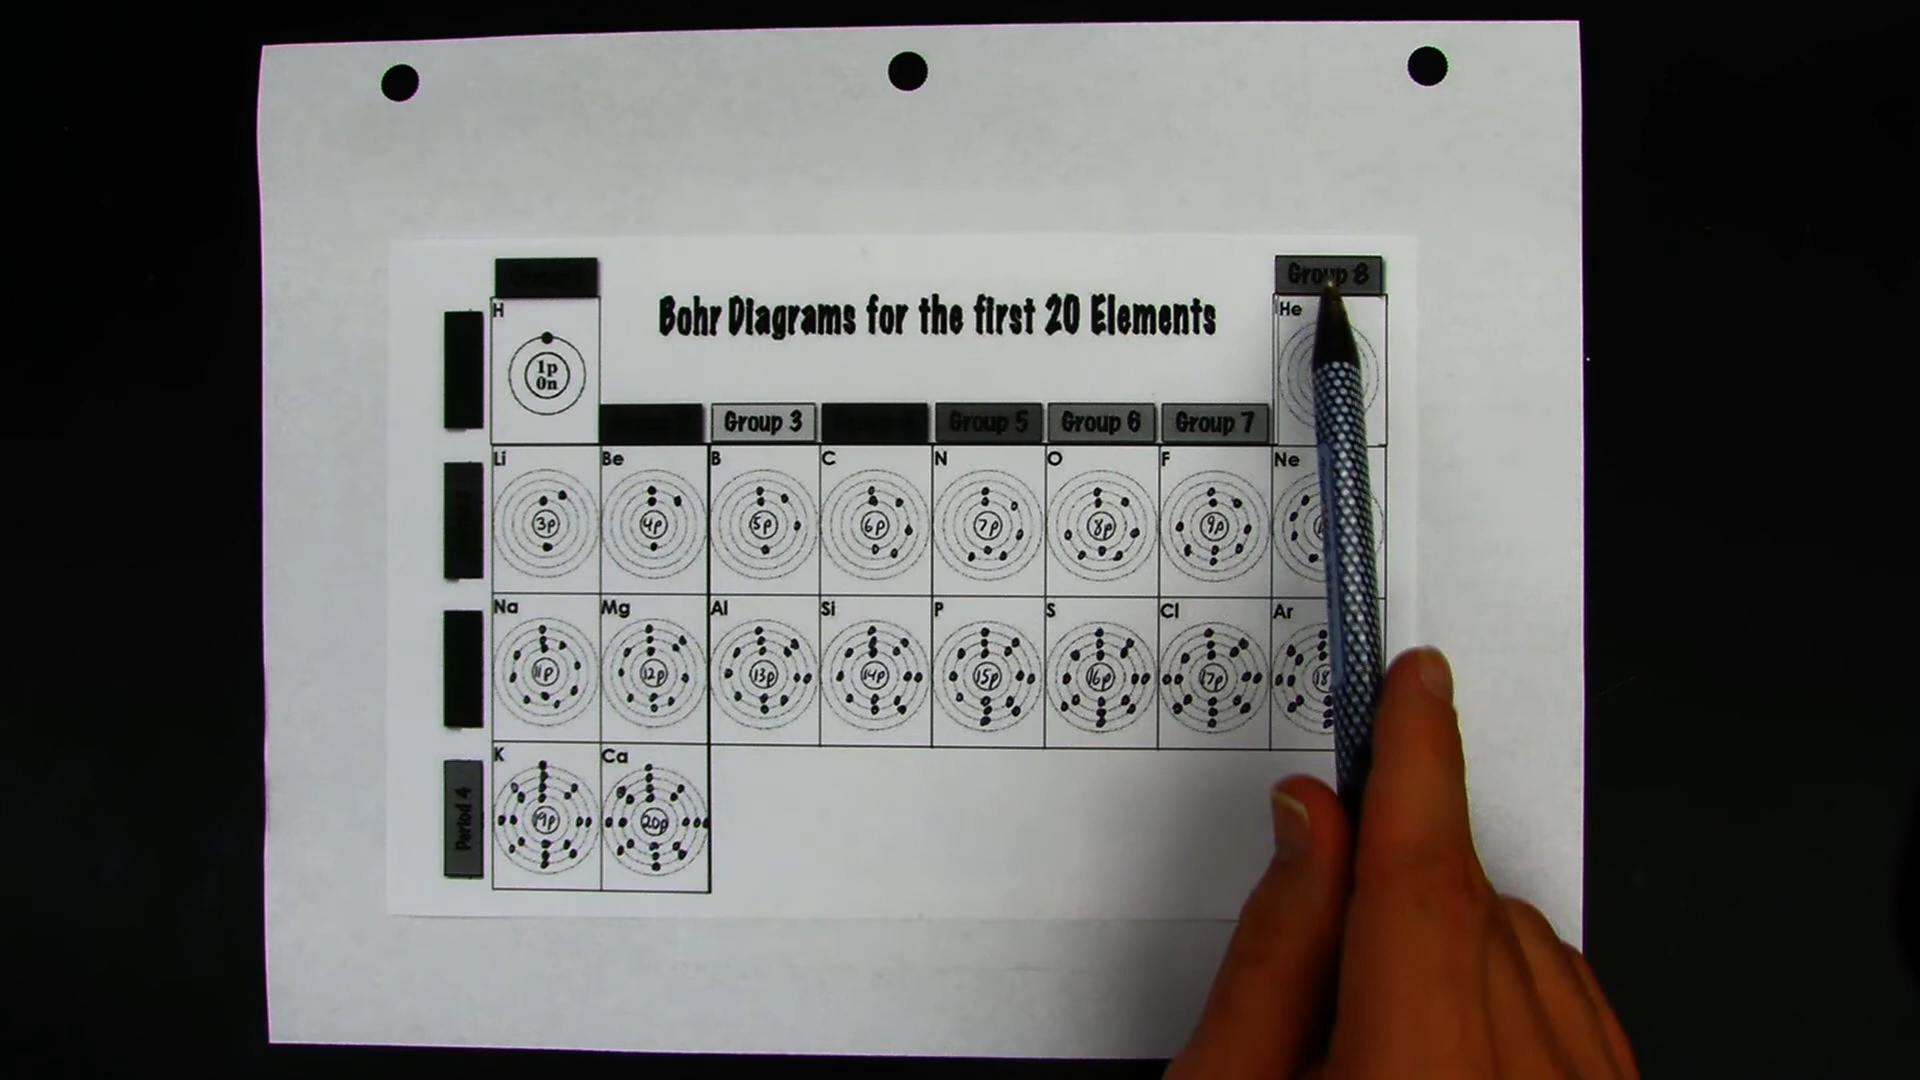 Group 8
H
Bohr Diagrams for the first 20 Elements
He
1p
0n
Group 3
Group 5 Group 6 Group 7
Li Be B C N O F Ne
3p 4p 5p 6p 7p 8p 9p
Na Mg Al Si P S Cl Ar
11p 12p 13p 14p 15p 16p 17p 18
K Ca
Period 4
19p 20p